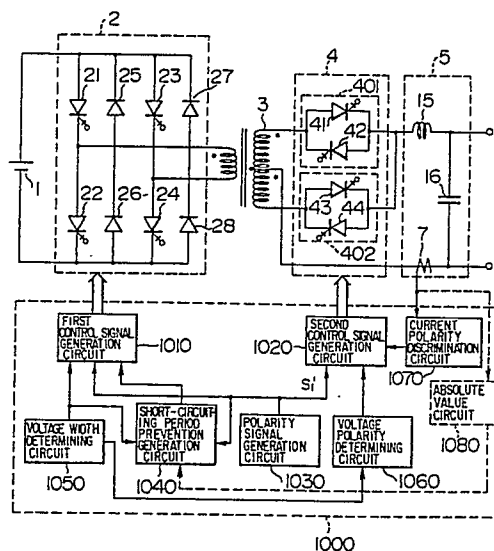 2
4
5
21
25
23
27
401
3
41
42
15
1
22
26
24
28
43
44
402
7
16
FIRST
CONTROL SIGNAL
GENERATION
CIRCUIT
1010
SECOND
CONTROL SIGNAL
GENERATION
CIRCUIT
1020
CURRENT
POLARITY
DISCRIMINATION
CIRCUIT
1070
Si'
ABSOLUTE
VALUE
CIRCUIT
1080
VOLTAGE WIDTH
DETERMINING
CIRCUIT
1050
SHORT-CIRCUIT-
ING PERIOD
PREVENTION
GENERATION
CIRCUIT
1040
POLARITY
SIGNAL
GENERATION
CIRCUIT
1030
VOLTAGE
POLARITY
DETERMINING
CIRCUIT
1060
1000